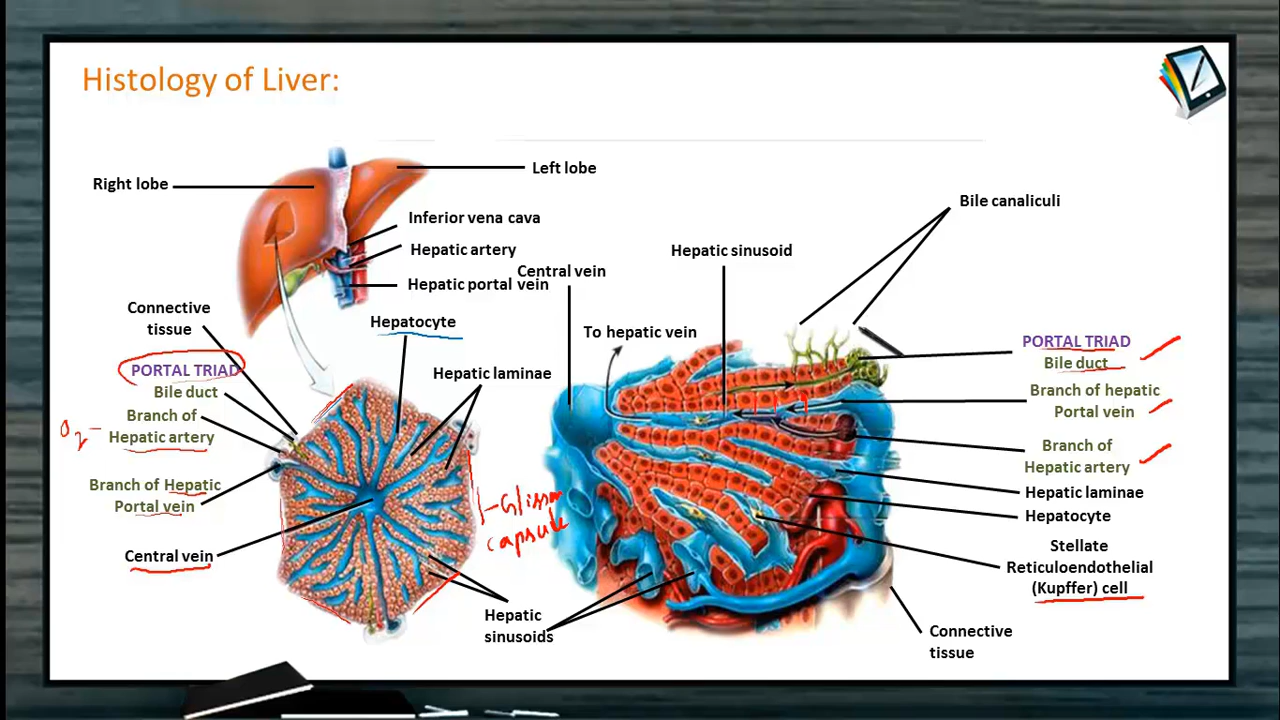 Histology of Liver:
Right lobe
Left lobe
Inferior vena cava
Hepatic artery
Hepatic portal vein
Connective
tissue
Hepatocyte
PORTAL TRIAD
Bile duct
Branch of
Hepatic artery
O2-
Branch of Hepatic
Portal vein
Central vein
Hepatic laminae
Glisson
capsule
Hepatic
sinusoids
Central vein
To hepatic vein
Hepatic sinusoid
Bile canaliculi
PORTAL TRIAD
Bile duct
Branch of hepatic
Portal vein
Branch of
Hepatic artery
Hepatic laminae
Hepatocyte
Stellate
Reticuloendothelial
(Kupffer) cell
Connective
tissue